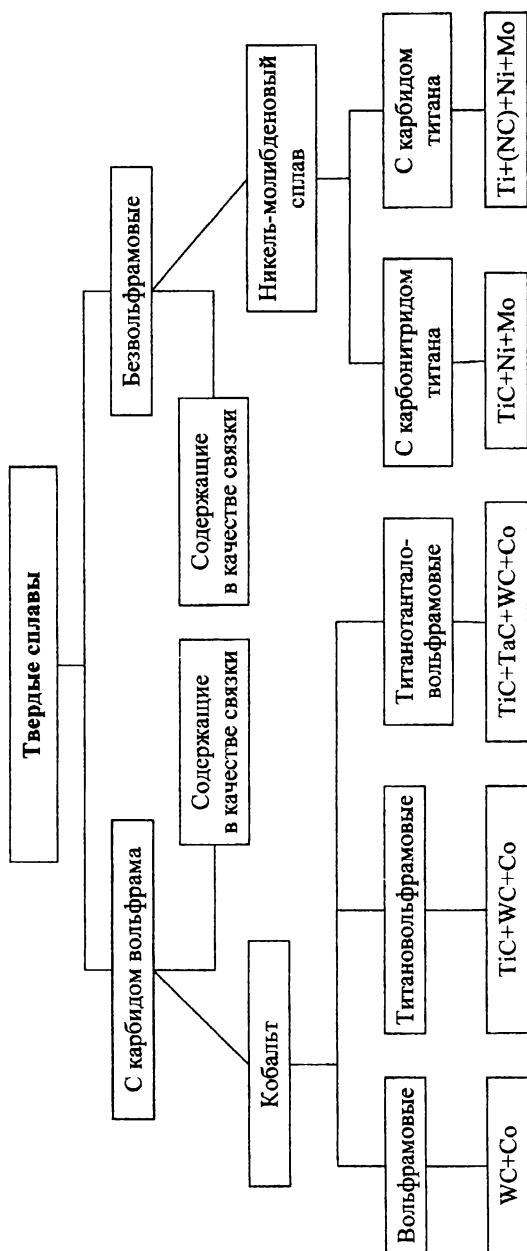 Твердые сплавы
С карбидом вольфрама
Безвольфрамовые
Содержащие
в качестве связки
Содержащие
в качестве связки
Кобальт
Никель-молибденовый
сплав
Вольфрамовые
Титановольфрамовые
Титанотантало-
вольфрамовые
С карбонитридом
титана
С карбидом
титана
WC+Co
TiC+WC+Co
TiC+TaC+WC+Co
TiC+Ni+Mo
Ti+(NC)+Ni+Mo